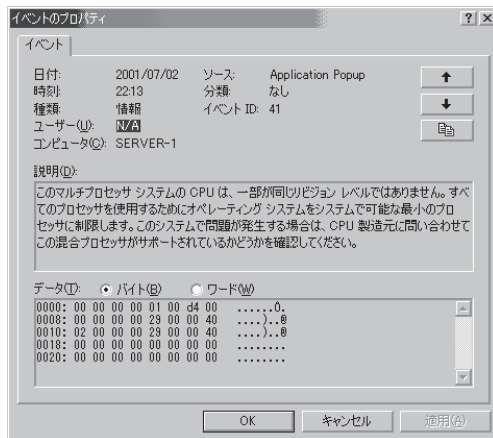 イベントのプロパティ
イベント
日付: 2001/07/02 ソース: Application Popup
時刻: 22:13 分類: なし
種類: 情報 イベント ID: 41
ユーザー(U): N/A
コンピュータ(C): SERVER-1
説明(D):
このマルチプロセッサ システムの CPU は、一部が同じリビジョン レベルではありません。すべ
てのプロセッサを使用するためにオペレーティング システムをシステムで可能な最小のプロ
セッサに制限します。このシステムで問題が発生する場合は、CPU 製造元に問い合わせて
この混合プロセッサがサポートされているかどうかを確認してください。
データ(T): バイト(B) ワード(W)
0000: 00 00 00 00 01 00 d4 00 ......Ô.
0008: 00 00 00 00 29 00 00 40 ....)..@
0010: 02 00 00 00 29 00 00 40 ....)..@
0018: 00 00 00 00 00 00 00 00 ........
0020: 00 00 00 00 00 00 00 00 ........
OK キャンセル 適用(A)